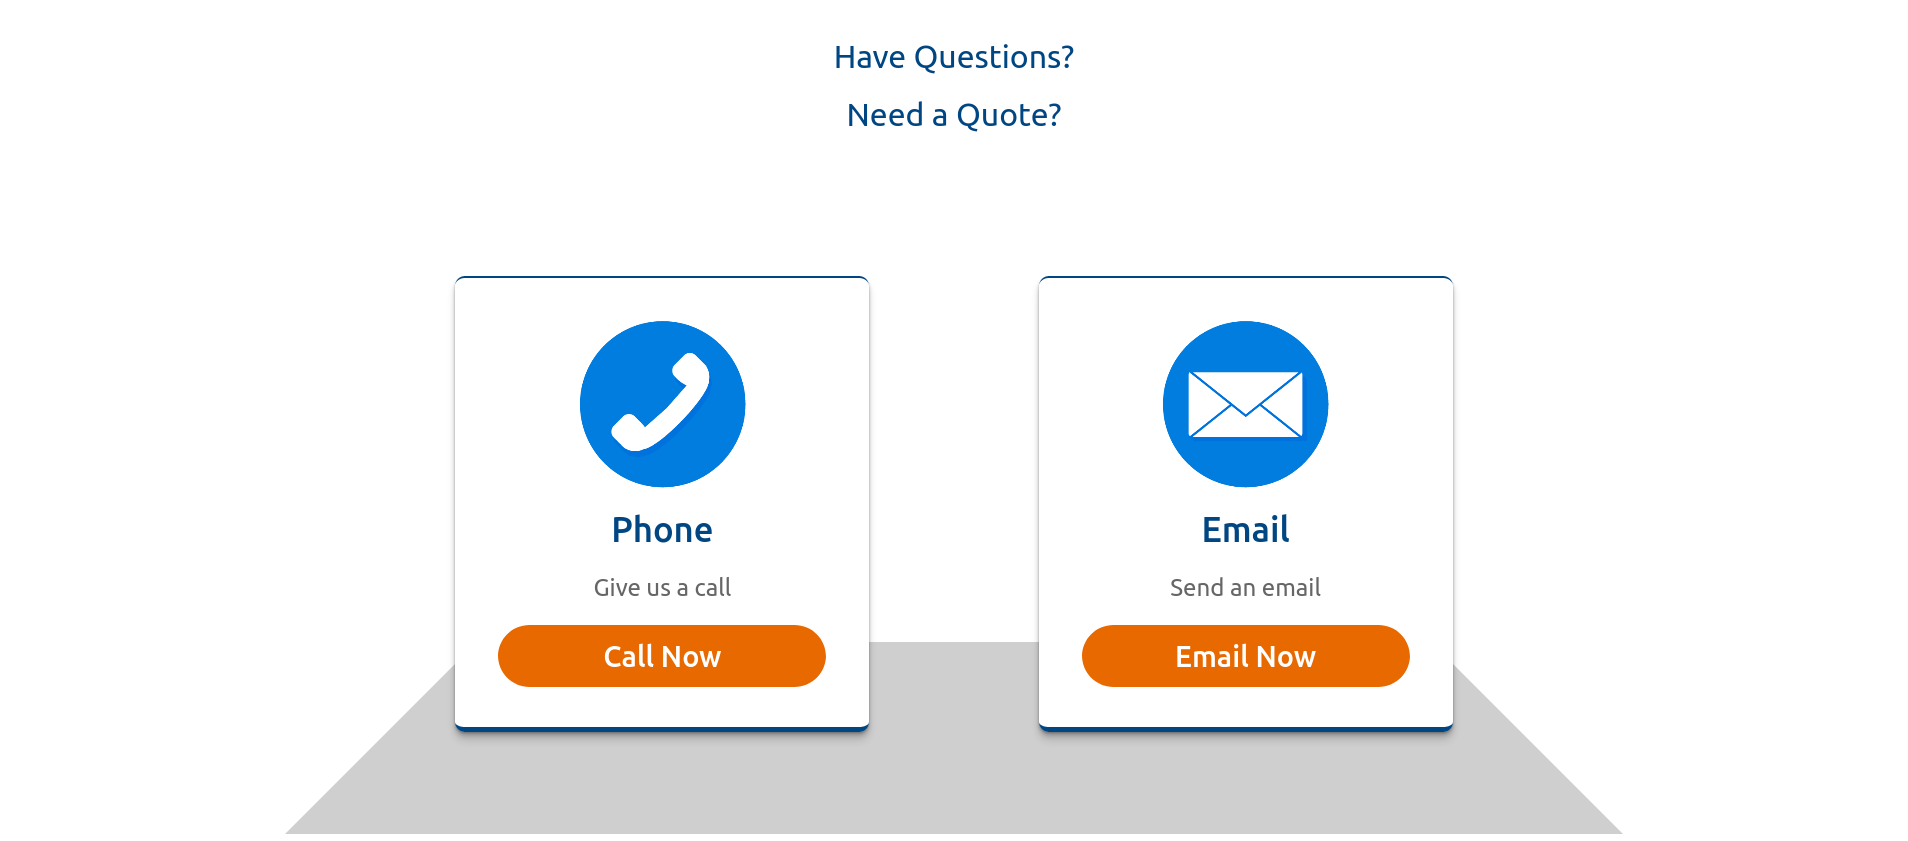 Have Questions?
Need a Quote?
Phone
Give us a call
Call Now
Email
Send an email
Email Now